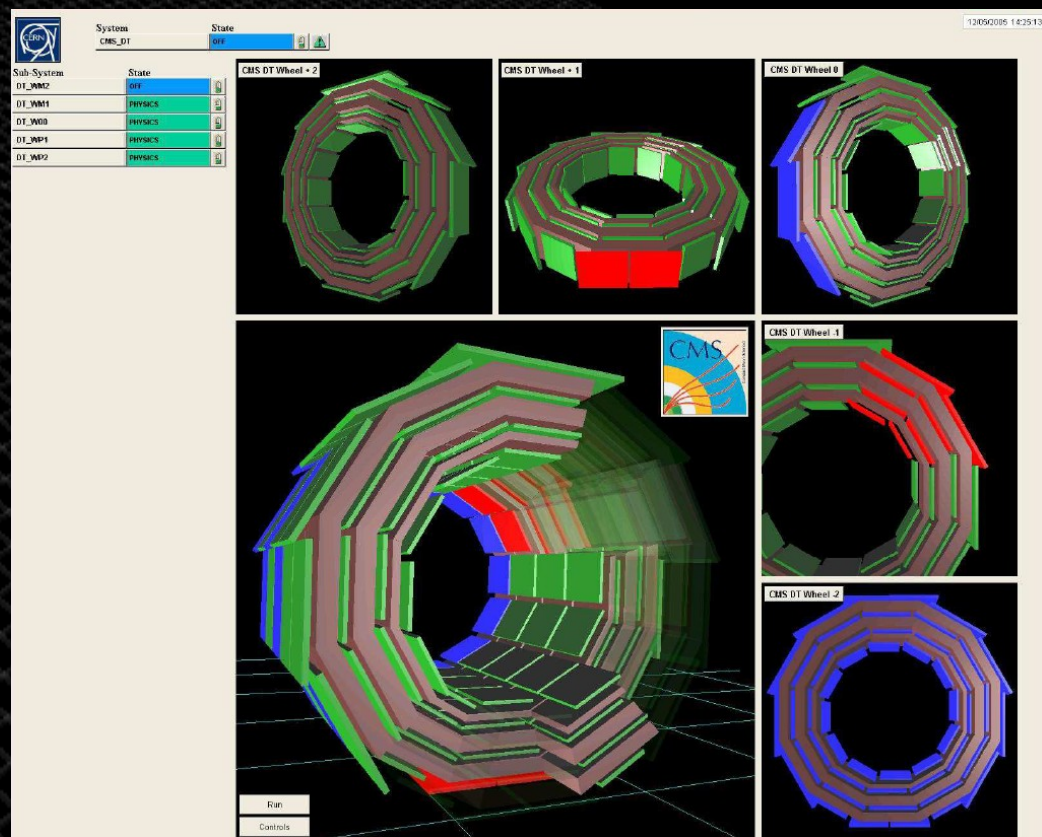 12/05/2005 14:25:13
CERN
System State
CMS_DT OFF
Sub-System State
DT_WM2 OFF
DT_WM1 PHYSICS
DT_W00 PHYSICS
DT_WP1 PHYSICS
DT_WP2 PHYSICS
CMS DT Wheel + 2
CMS DT Wheel + 1
CMS DT Wheel 0
CMS
CMS DT Wheel -1
CMS DT Wheel -2
Run
Controls